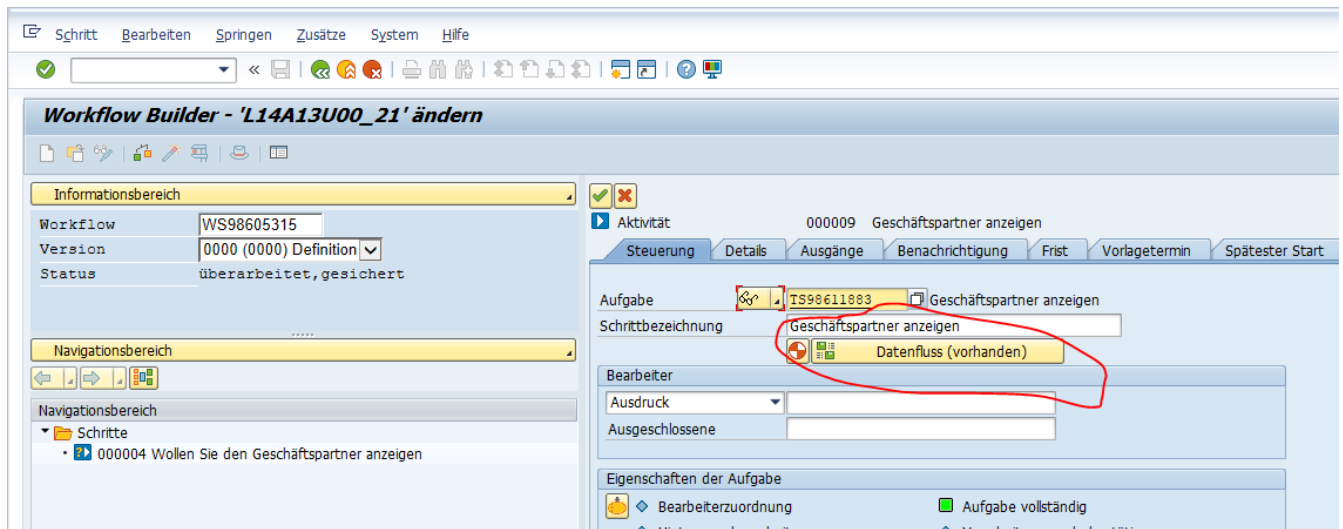 Schritt Bearbeiten Springen Zusätze System Hilfe
Workflow Builder - 'L14A13U00_21' ändern
Informationsbereich
Workflow WS98605315
Version 0000 (0000) Definition
Status überarbeitet,gesichert
Navigationsbereich
Navigationsbereich
Schritte
000004 Wollen Sie den Geschäftspartner anzeigen
Aktivität 000009 Geschäftspartner anzeigen
Steuerung Details Ausgänge Benachrichtigung Frist Vorlagetermin Spätester Start
Aufgabe TS98611883 Geschäftspartner anzeigen
Schrittbezeichnung Geschäftspartner anzeigen
Datenfluss (vorhanden)
Bearbeiter
Ausdruck
Ausgeschlossene
Eigenschaften der Aufgabe
Bearbeiterzuordnung Aufgabe vollständig